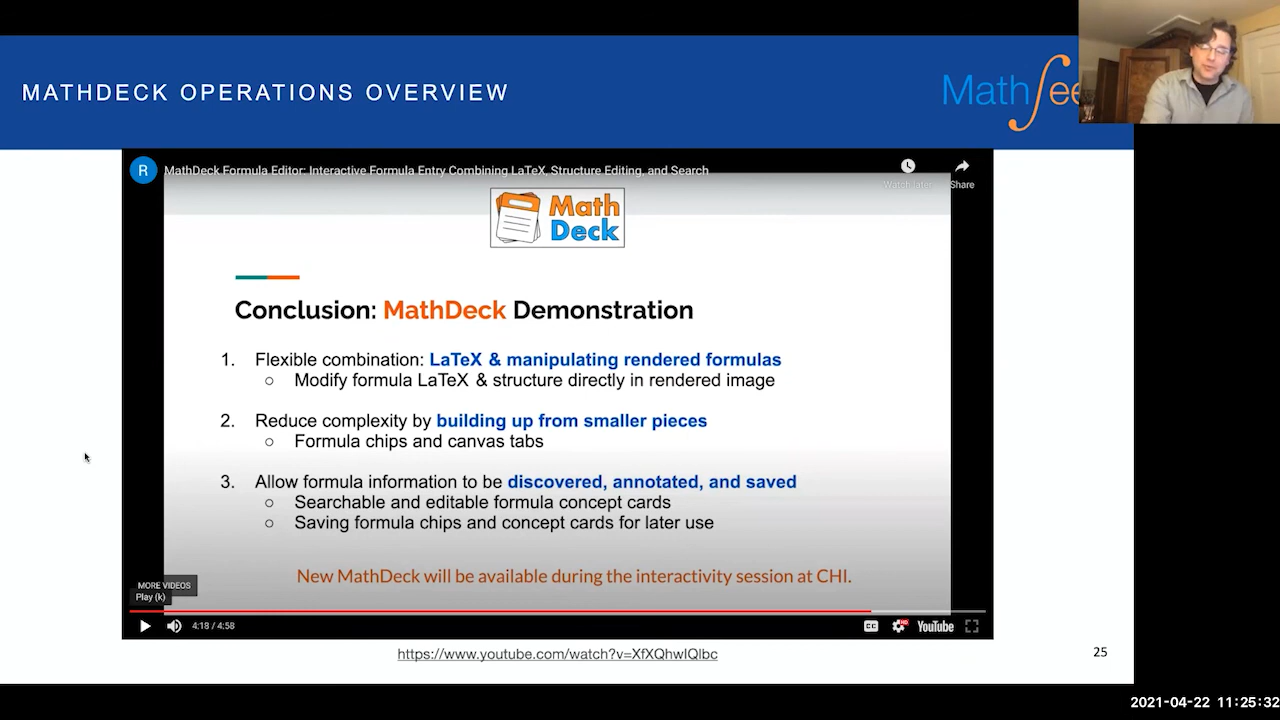 MATHDECK OPERATIONS OVERVIEW
Math∫ee
R
MathDeck Formula Editor: Interactive Formula Entry Combining LaTeX, Structure Editing, and Search
Watch later
Share
Math
Deck
Conclusion: MathDeck Demonstration
1. Flexible combination: LaTeX & manipulating rendered formulas
○ Modify formula LaTeX & structure directly in rendered image
2. Reduce complexity by building up from smaller pieces
○ Formula chips and canvas tabs
3. Allow formula information to be discovered, annotated, and saved
○ Searchable and editable formula concept cards
○ Saving formula chips and concept cards for later use
New MathDeck will be available during the interactivity session at CHI.
MORE VIDEOS
Play (k)
4:18 / 4:58
CC
HD
YouTube
https://www.youtube.com/watch?v=XfXQhwIQlbc
25
2021-04-22 11:25:32